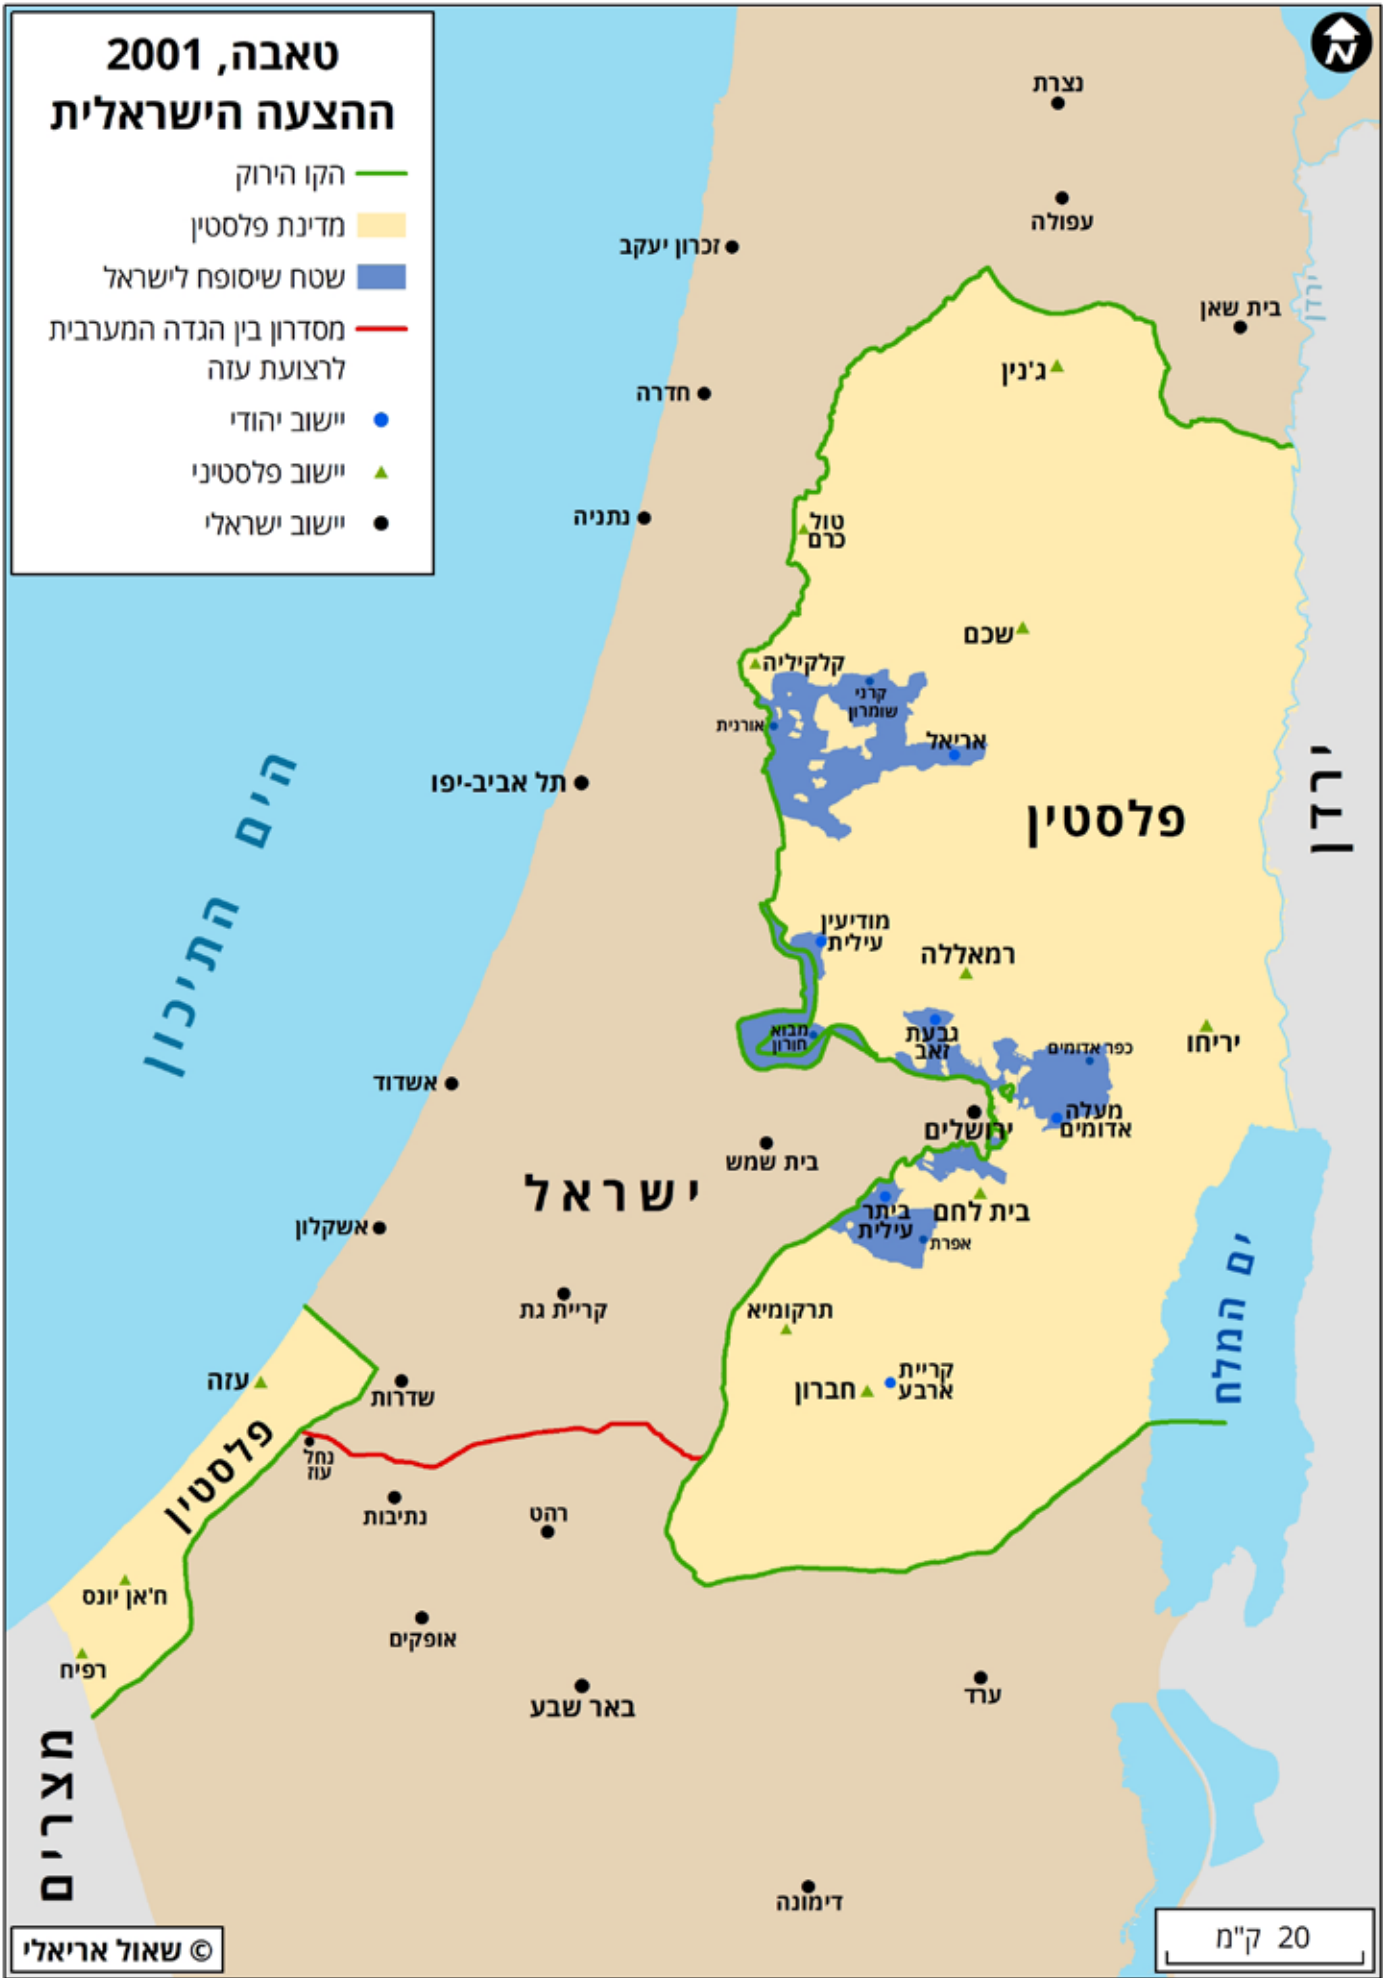 טאבה, 2001
ההצעה הישראלית
הקו הירוק
מדינת פלסטין
שטח שיסופח לישראל
מסדרון בין הגדה המערבית
לרצועת עזה
יישוב יהודי
יישוב פלסטיני
יישוב ישראלי
N
נצרת
עפולה
זכרון יעקב
בית שאן
ירדן
ג'נין
חדרה
נתניה
טול
כרם
שכם
קלקיליה
קרני
שומרון
אורנית
אריאל
תל אביב-יפו
פלסטין
ירדן
הים התיכון
מודיעין
עילית
רמאללה
גבעת
זאב
מבוא
חורון
כפר אדומים
יריחו
אשדוד
מעלה
אדומים
ירושלים
בית שמש
ישראל
ביתר
עילית
בית לחם
אפרת
אשקלון
ים המלח
קריית גת
תרקומיא
עזה
שדרות
קריית
ארבע
חברון
פלסטין
נחל
עוז
נתיבות
רהט
ח'אן יונס
אופקים
רפיח
באר שבע
ערד
מצרים
דימונה
© שאול אריאלי
20 ק"מ